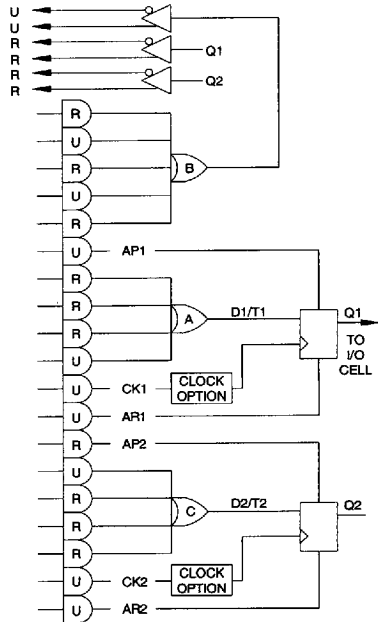 U
U
R
R Q1
R
R Q2
R
U
R B
U
R
U AP1
R
R A D1/T1 Q1
R TO I/O CELL
U
U CK1 CLOCK OPTION
U AR1
R AP2
U
R C D2/T2 Q2
R
R
U CK2 CLOCK OPTION
U AR2